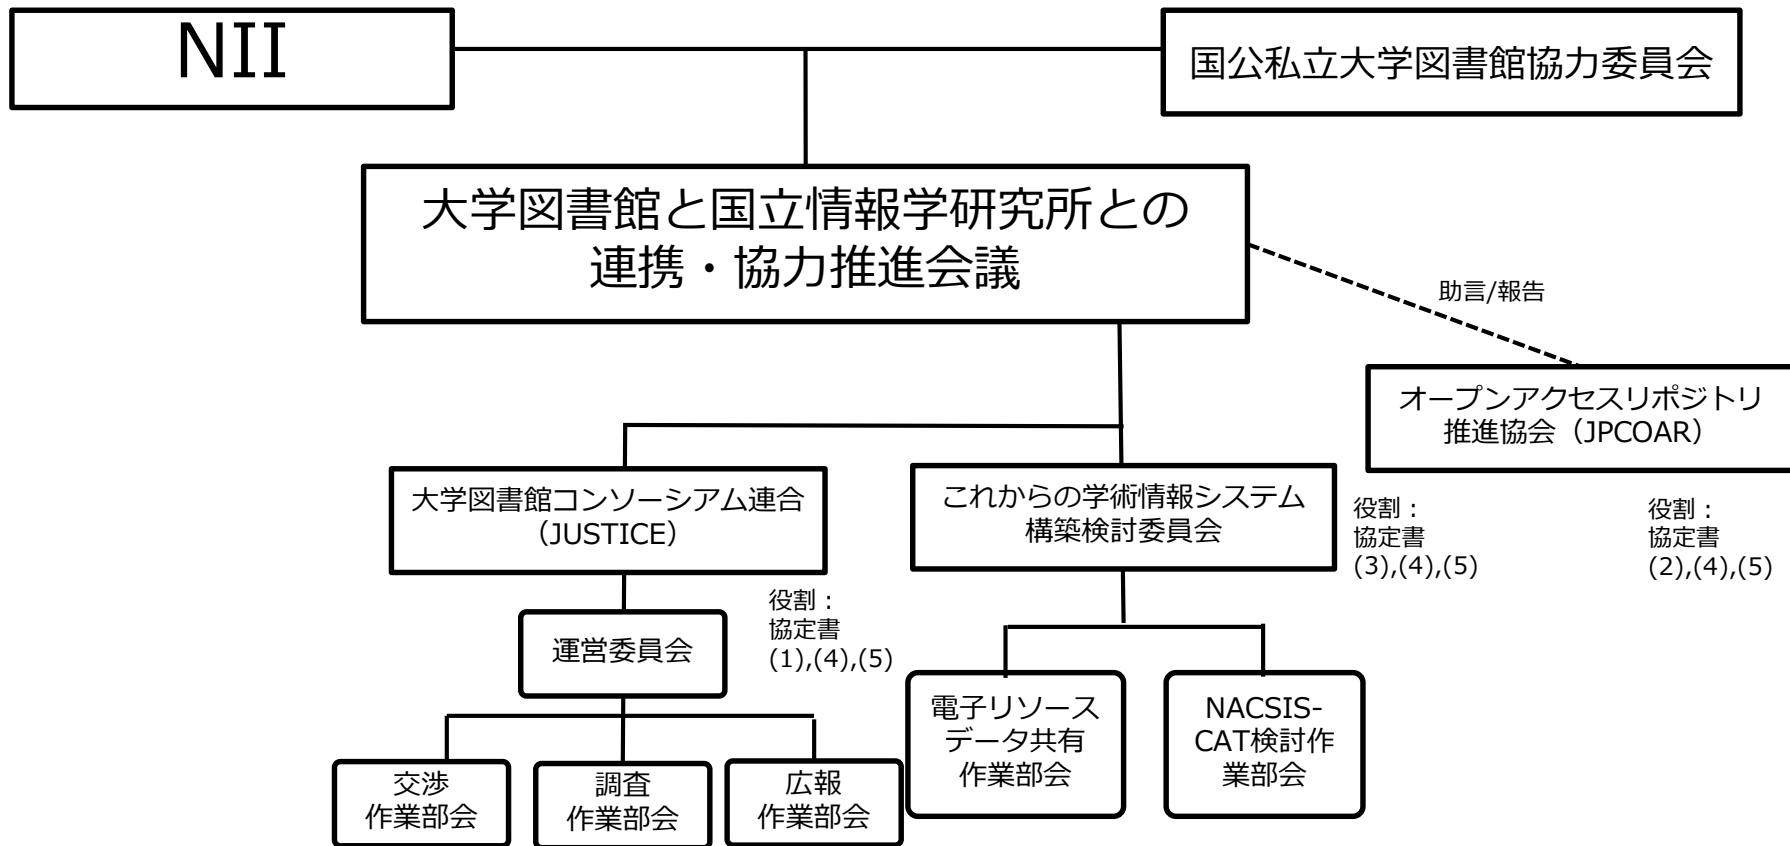 NII
国公私立大学図書館協力委員会
大学図書館と国立情報学研究所との
連携・協力推進会議
助言/報告
オープンアクセスリポジトリ
推進協会（JPCOAR）
大学図書館コンソーシアム連合
（JUSTICE）
これからの学術情報システム
構築検討委員会
役割：
協定書
(3),(4),(5)
役割：
協定書
(2),(4),(5)
運営委員会
役割：
協定書
(1),(4),(5)
電子リソース
データ共有
作業部会
NACSIS-
CAT検討作
業部会
交渉
作業部会
調査
作業部会
広報
作業部会